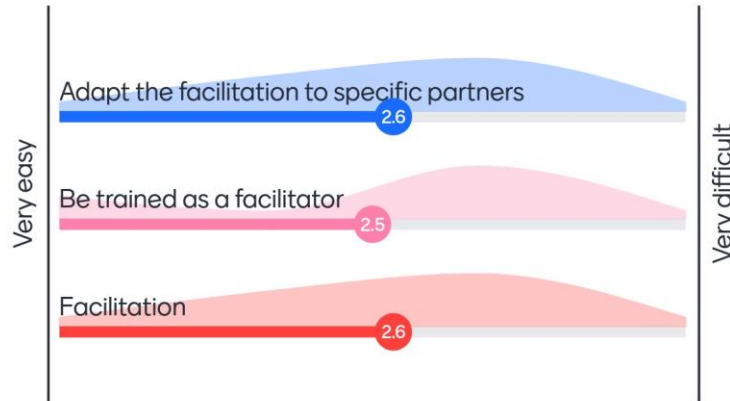 Very easy
Adapt the facilitation to specific partners
2.6
Be trained as a facilitator
2.5
Facilitation
2.6
Very difficult